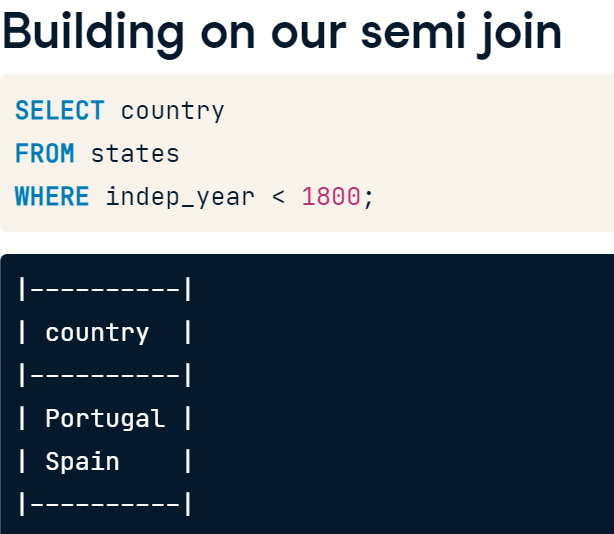 Building on our semi join
SELECT country
FROM states
WHERE indep_year < 1800;
|----------|
| country  |
|----------|
| Portugal |
| Spain    |
|----------|